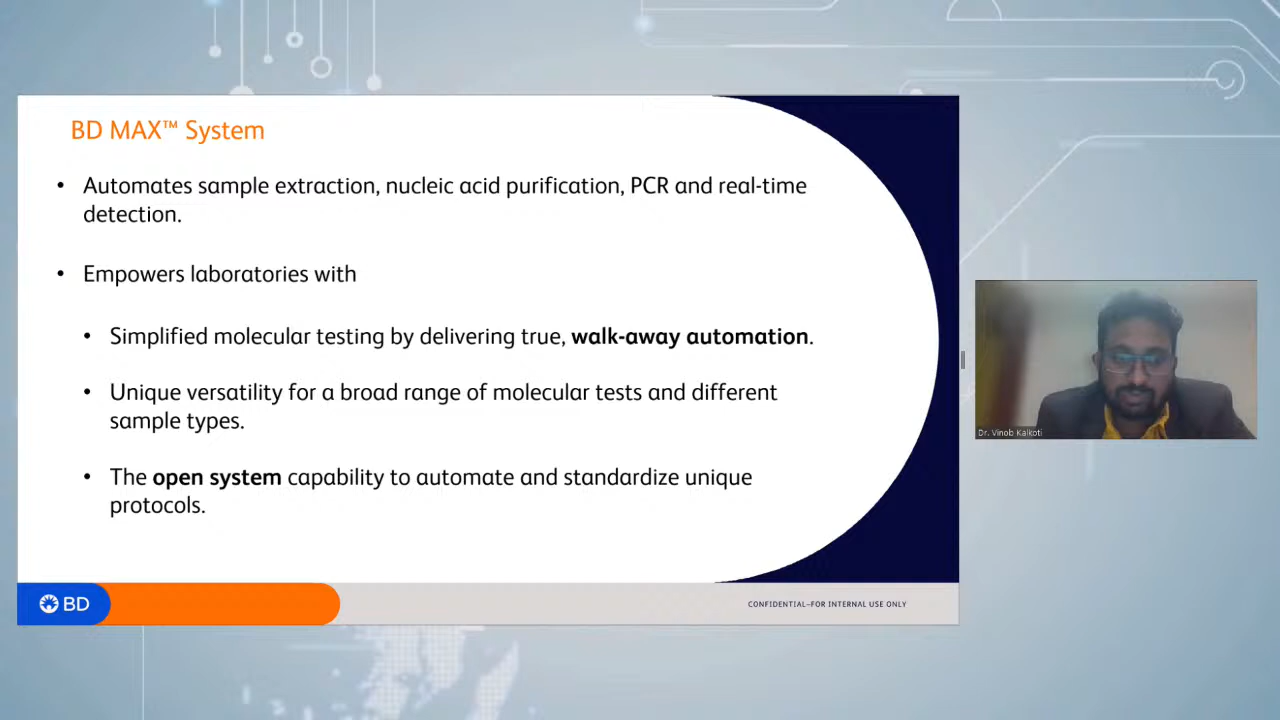 BD MAX™ System
• Automates sample extraction, nucleic acid purification, PCR and real-time
detection.
• Empowers laboratories with
• Simplified molecular testing by delivering true, walk-away automation.
• Unique versatility for a broad range of molecular tests and different
sample types.
• The open system capability to automate and standardize unique
protocols.
BD
CONFIDENTIAL–FOR INTERNAL USE ONLY
Dr. Vinob Kalkoti